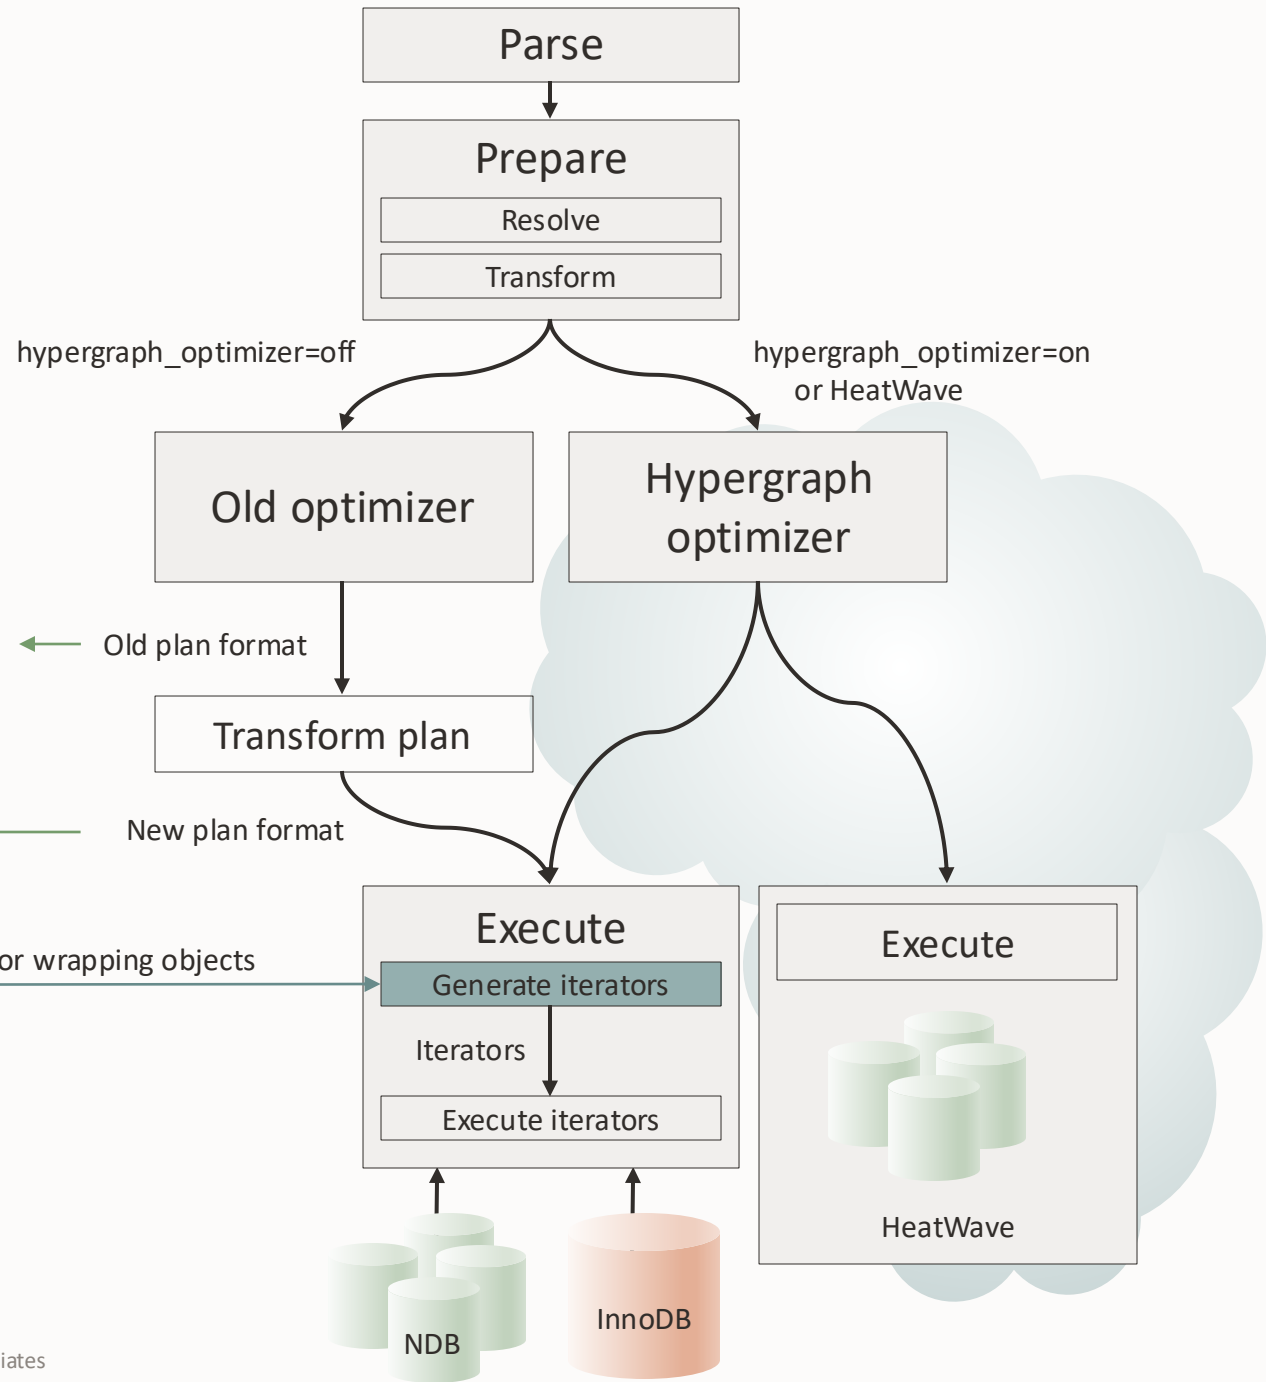 Parse
Prepare
Resolve
Transform
hypergraph_optimizer=off
hypergraph_optimizer=on
or HeatWave
Old optimizer
Hypergraph
optimizer
Old plan format
Transform plan
New plan format
Execute
Execute
or wrapping objects
Generate iterators
Iterators
Execute iterators
HeatWave
NDB
InnoDB
iates